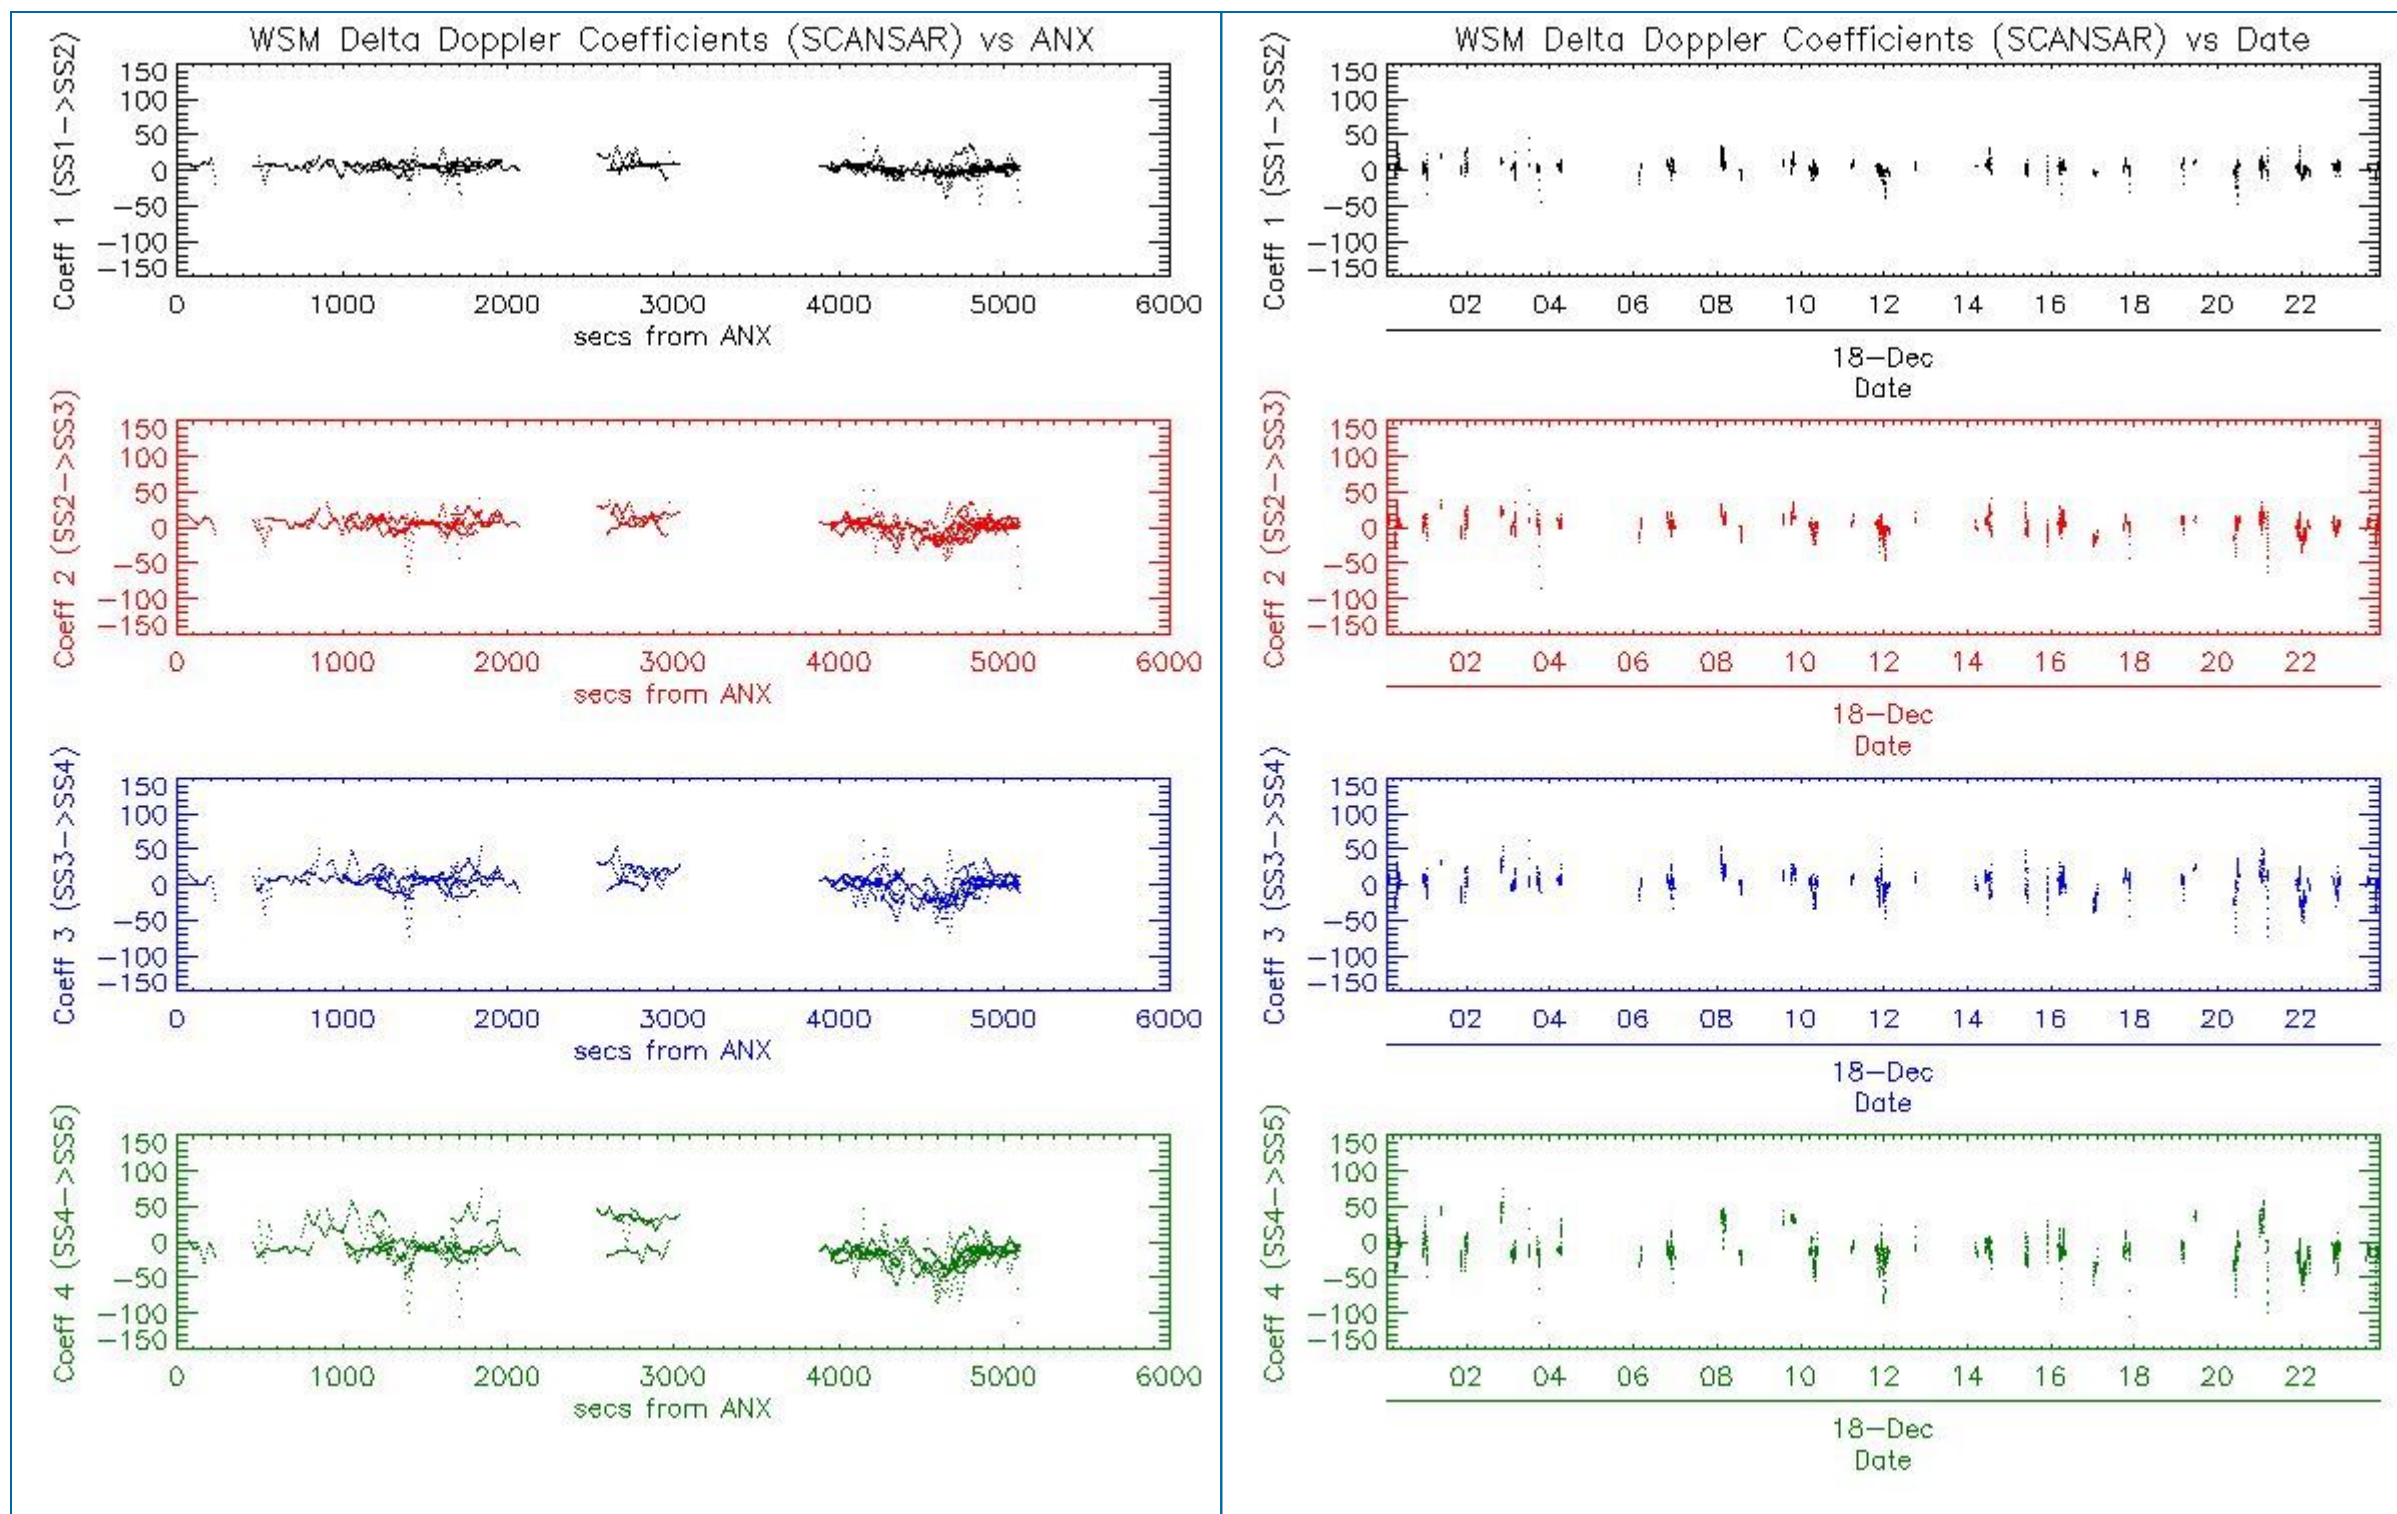 WSM Delta Doppler Coefficients (SCANSAR) vs ANX
Coeff 1 (SS1->SS2)
150
100
50
0
-50
-100
-150
0 1000 2000 3000 4000 5000 6000
secs from ANX
Coeff 2 (SS2->SS3)
150
100
50
0
-50
-100
-150
0 1000 2000 3000 4000 5000 6000
secs from ANX
Coeff 3 (SS3->SS4)
150
100
50
0
-50
-100
-150
0 1000 2000 3000 4000 5000 6000
secs from ANX
Coeff 4 (SS4->SS5)
150
100
50
0
-50
-100
-150
0 1000 2000 3000 4000 5000 6000
secs from ANX
WSM Delta Doppler Coefficients (SCANSAR) vs Date
Coeff 1 (SS1->SS2)
150
100
50
0
-50
-100
-150
02 04 06 08 10 12 14 16 18 20 22
18-Dec
Date
Coeff 2 (SS2->SS3)
150
100
50
0
-50
-100
-150
02 04 06 08 10 12 14 16 18 20 22
18-Dec
Date
Coeff 3 (SS3->SS4)
150
100
50
0
-50
-100
-150
02 04 06 08 10 12 14 16 18 20 22
18-Dec
Date
Coeff 4 (SS4->SS5)
150
100
50
0
-50
-100
-150
02 04 06 08 10 12 14 16 18 20 22
18-Dec
Date